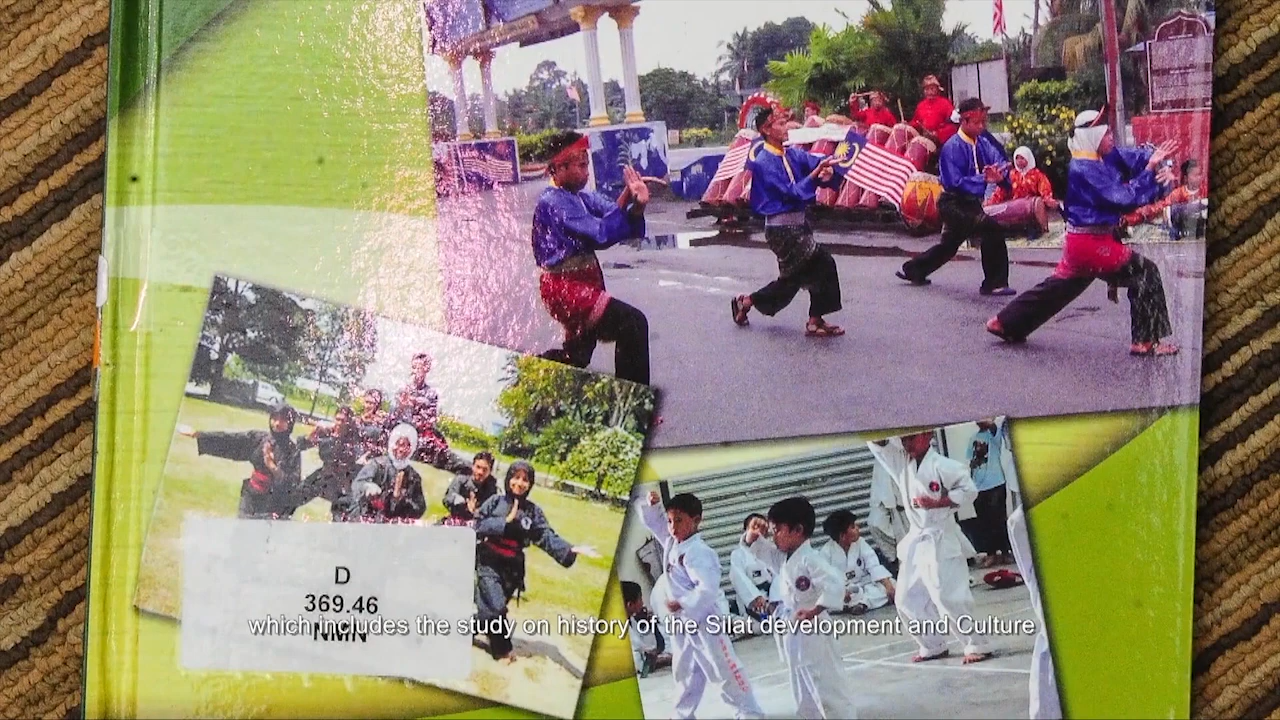 D
369.46
NMN
which includes the study on history of the Silat development and Culture